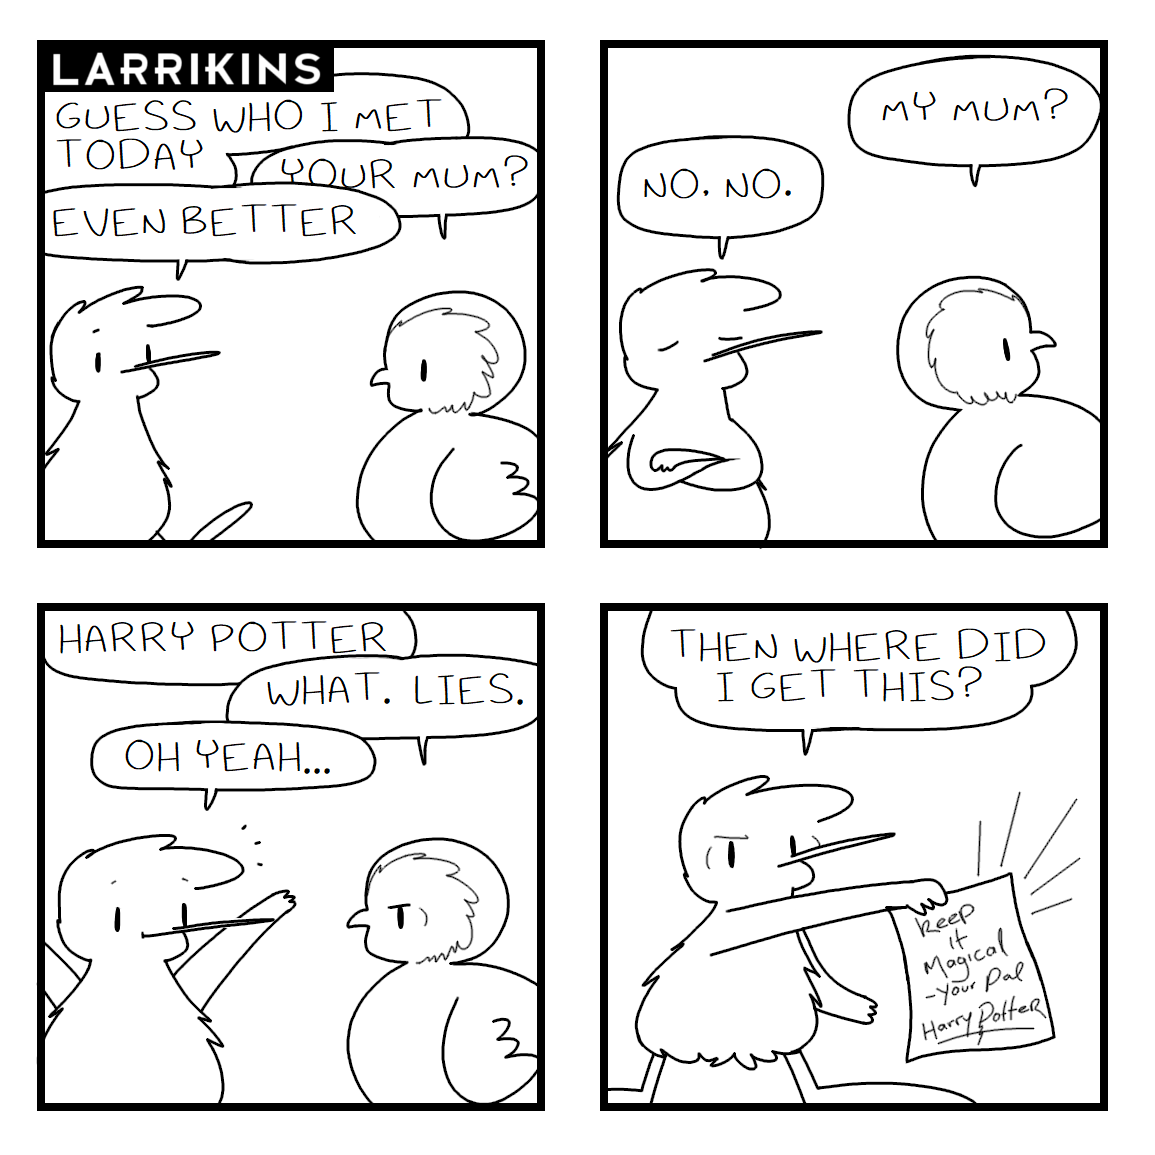 LARRIKINS
GUESS WHO I MET
TODAY
YOUR MUM?
EVEN BETTER
MY MUM?
NO. NO.
HARRY POTTER
WHAT. LIES.
OH YEAH...
THEN WHERE DID
I GET THIS?
Keep
it
Magical
-Your Pal
Harry Potter